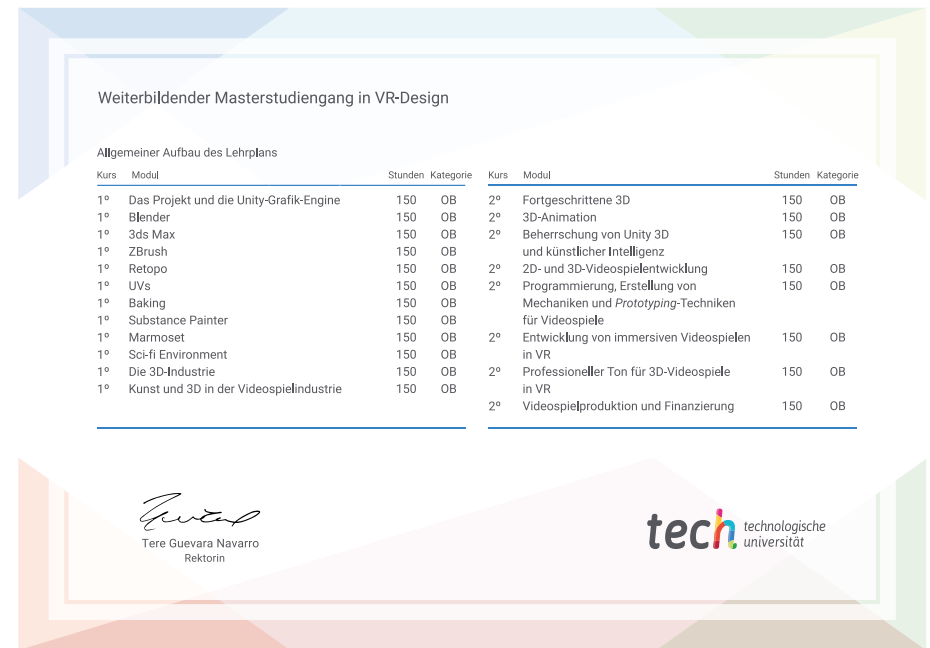 Weiterbildender Masterstudiengang in VR-Design
Allgemeiner Aufbau des Lehrplans
Kurs Modul Stunden Kategorie
1º Das Projekt und die Unity-Grafik-Engine 150 OB
1º Blender 150 OB
1º 3ds Max 150 OB
1º ZBrush 150 OB
1º Retopo 150 OB
1º UVs 150 OB
1º Baking 150 OB
1º Substance Painter 150 OB
1º Marmoset 150 OB
1º Sci-fi Environment 150 OB
1º Die 3D-Industrie 150 OB
1º Kunst und 3D in der Videospielindustrie 150 OB
Kurs Modul Stunden Kategorie
2º Fortgeschrittene 3D 150 OB
2º 3D-Animation 150 OB
2º Beherrschung von Unity 3D 150 OB
und künstlicher Intelligenz
2º 2D- und 3D-Videospielentwicklung 150 OB
2º Programmierung, Erstellung von 150 OB
Mechaniken und Prototyping-Techniken
für Videospiele
2º Entwicklung von immersiven Videospielen 150 OB
in VR
2º Professioneller Ton für 3D-Videospiele 150 OB
in VR
2º Videospielproduktion und Finanzierung 150 OB
Tere Guevara Navarro
Rektorin
tech technologische
universität